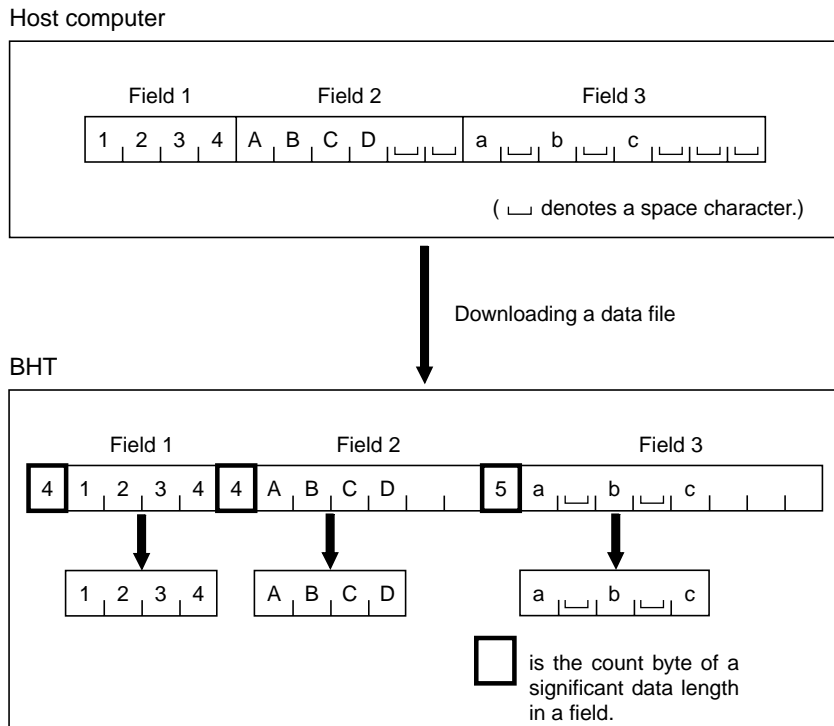 Host computer
Field 1 Field 2 Field 3
1 2 3 4 A B C D ⎵ ⎵ a ⎵ b ⎵ c ⎵ ⎵ ⎵
( ⎵ denotes a space character.)
Downloading a data file
BHT
Field 1 Field 2 Field 3
4 1 2 3 4 4 A B C D 5 a ⎵ b ⎵ c
1 2 3 4 A B C D a ⎵ b ⎵ c
is the count byte of a
significant data length
in a field.